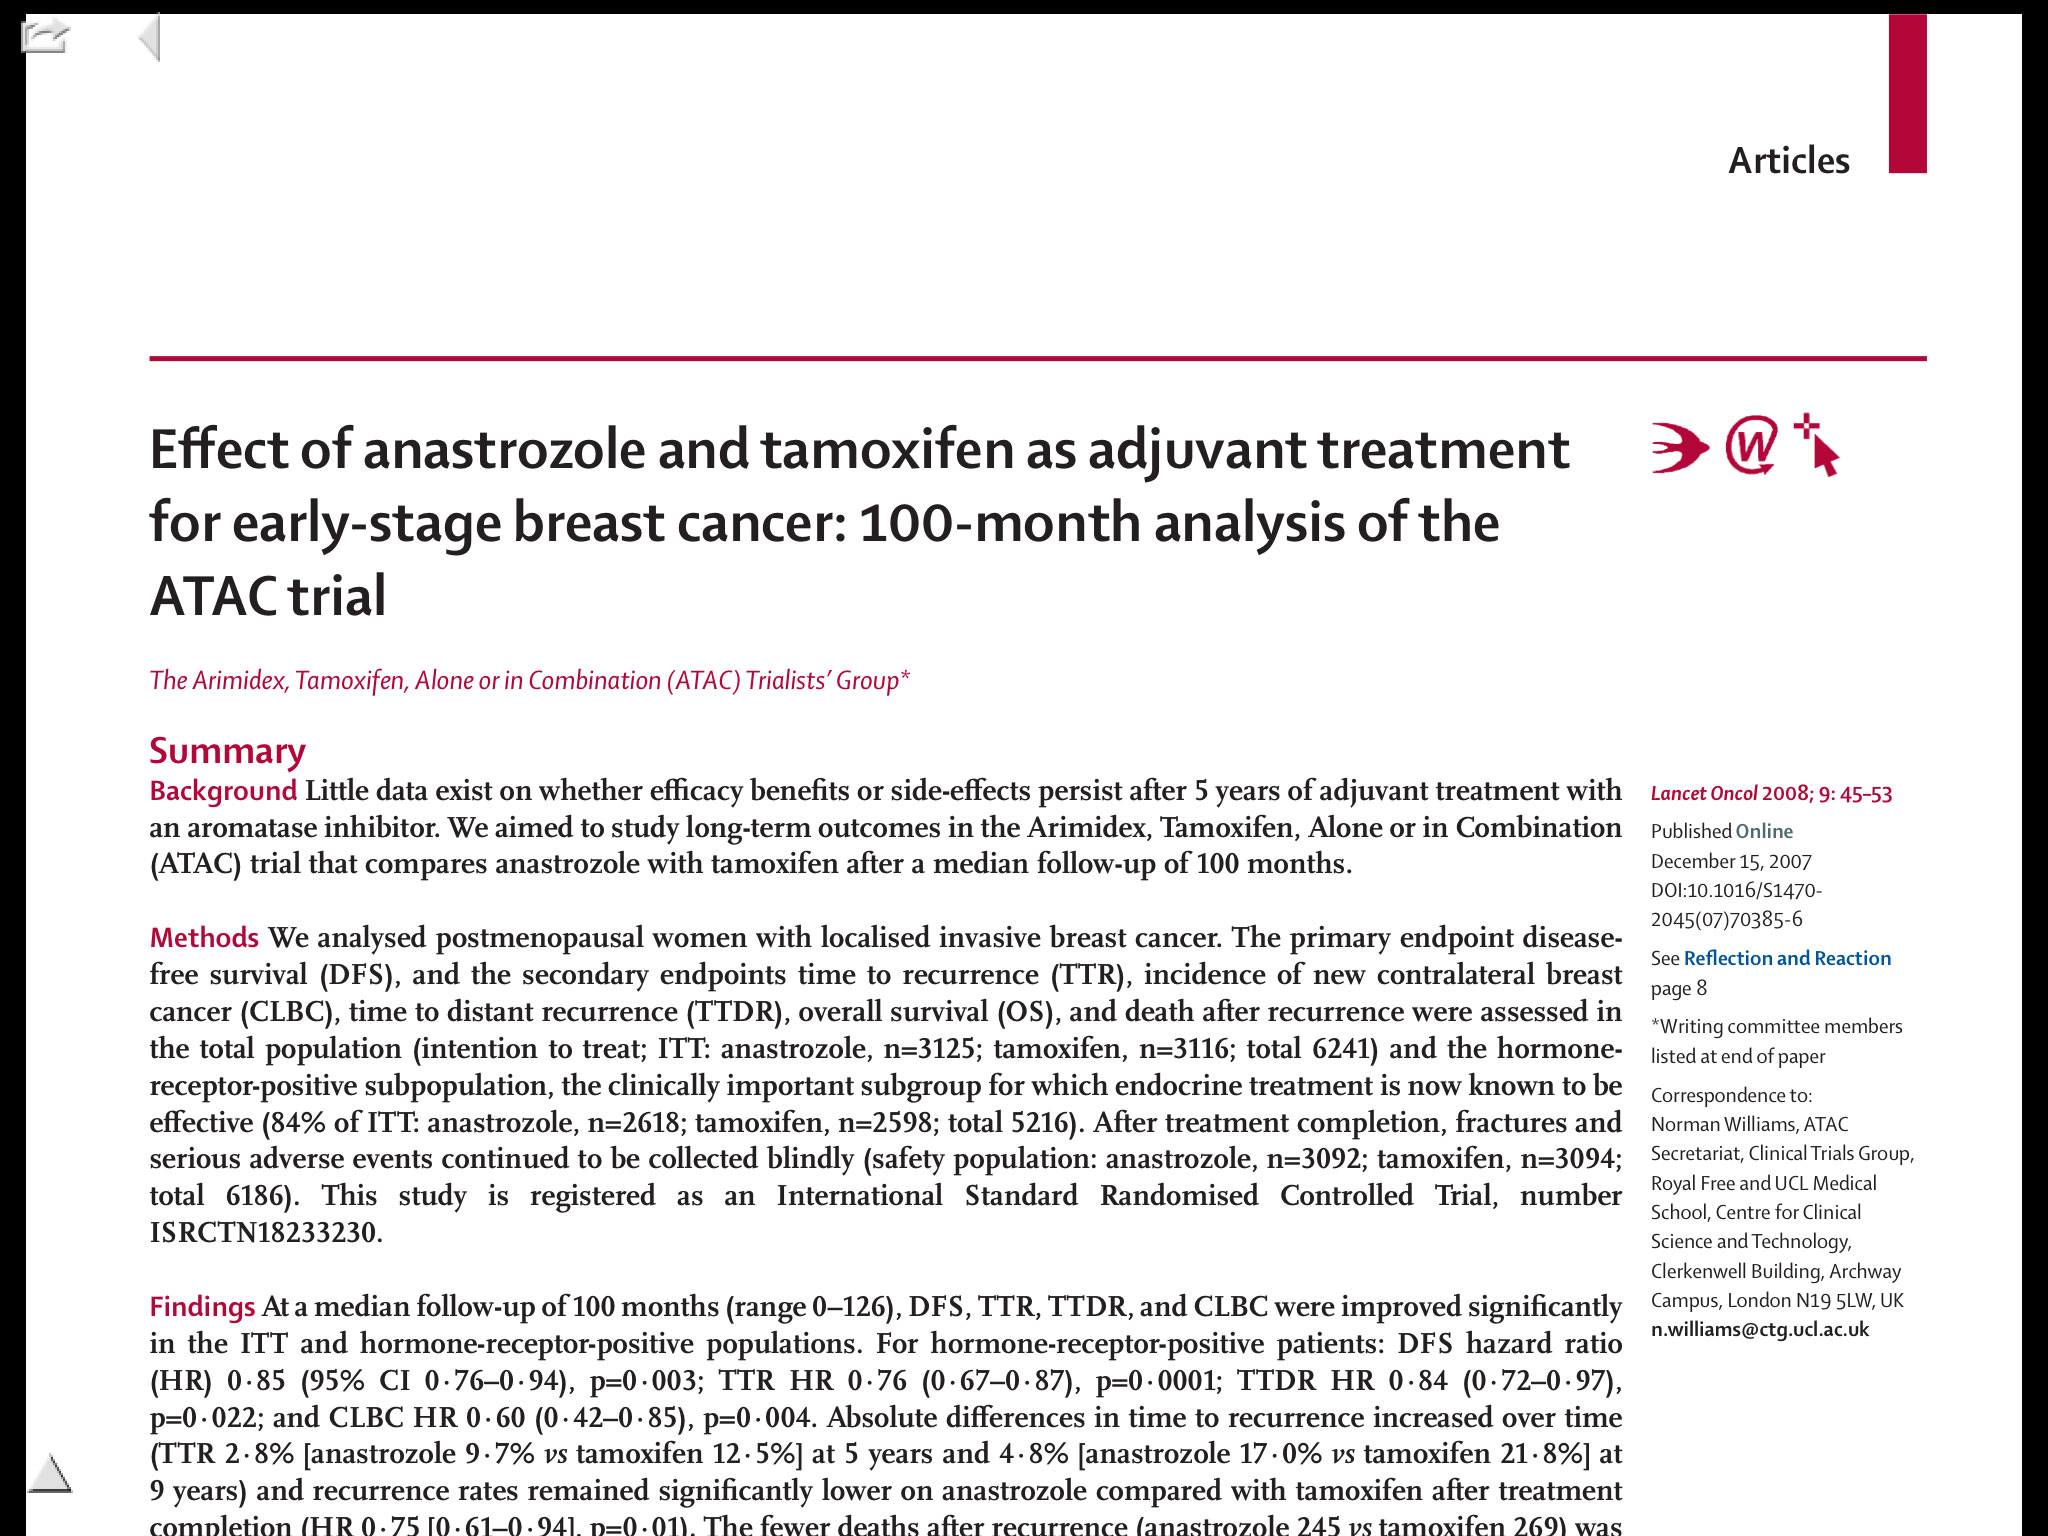 Articles
Effect of anastrozole and tamoxifen as adjuvant treatment
for early-stage breast cancer: 100-month analysis of the
ATAC trial
The Arimidex, Tamoxifen, Alone or in Combination (ATAC) Trialists’ Group*
Summary
Background Little data exist on whether efficacy benefits or side-effects persist after 5 years of adjuvant treatment with
an aromatase inhibitor. We aimed to study long-term outcomes in the Arimidex, Tamoxifen, Alone or in Combination
(ATAC) trial that compares anastrozole with tamoxifen after a median follow-up of 100 months.
Methods We analysed postmenopausal women with localised invasive breast cancer. The primary endpoint disease-
free survival (DFS), and the secondary endpoints time to recurrence (TTR), incidence of new contralateral breast
cancer (CLBC), time to distant recurrence (TTDR), overall survival (OS), and death after recurrence were assessed in
the total population (intention to treat; ITT: anastrozole, n=3125; tamoxifen, n=3116; total 6241) and the hormone-
receptor-positive subpopulation, the clinically important subgroup for which endocrine treatment is now known to be
effective (84% of ITT: anastrozole, n=2618; tamoxifen, n=2598; total 5216). After treatment completion, fractures and
serious adverse events continued to be collected blindly (safety population: anastrozole, n=3092; tamoxifen, n=3094;
total 6186). This study is registered as an International Standard Randomised Controlled Trial, number
ISRCTN18233230.
Findings At a median follow-up of 100 months (range 0–126), DFS, TTR, TTDR, and CLBC were improved significantly
in the ITT and hormone-receptor-positive populations. For hormone-receptor-positive patients: DFS hazard ratio
(HR) 0·85 (95% CI 0·76–0·94), p=0·003; TTR HR 0·76 (0·67–0·87), p=0·0001; TTDR HR 0·84 (0·72–0·97),
p=0·022; and CLBC HR 0·60 (0·42–0·85), p=0·004. Absolute differences in time to recurrence increased over time
(TTR 2·8% [anastrozole 9·7% vs tamoxifen 12·5%] at 5 years and 4·8% [anastrozole 17·0% vs tamoxifen 21·8%] at
9 years) and recurrence rates remained significantly lower on anastrozole compared with tamoxifen after treatment
completion (HR 0·75 [0·61–0·94], p=0·01). The fewer deaths after recurrence (anastrozole 245 vs tamoxifen 269) was
Lancet Oncol 2008; 9: 45–53
Published Online
December 15, 2007
DOI:10.1016/S1470-
2045(07)70385-6
See Reflection and Reaction
page 8
*Writing committee members
listed at end of paper
Correspondence to:
Norman Williams, ATAC
Secretariat, Clinical Trials Group,
Royal Free and UCL Medical
School, Centre for Clinical
Science and Technology,
Clerkenwell Building, Archway
Campus, London N19 5LW, UK
n.williams@ctg.ucl.ac.uk